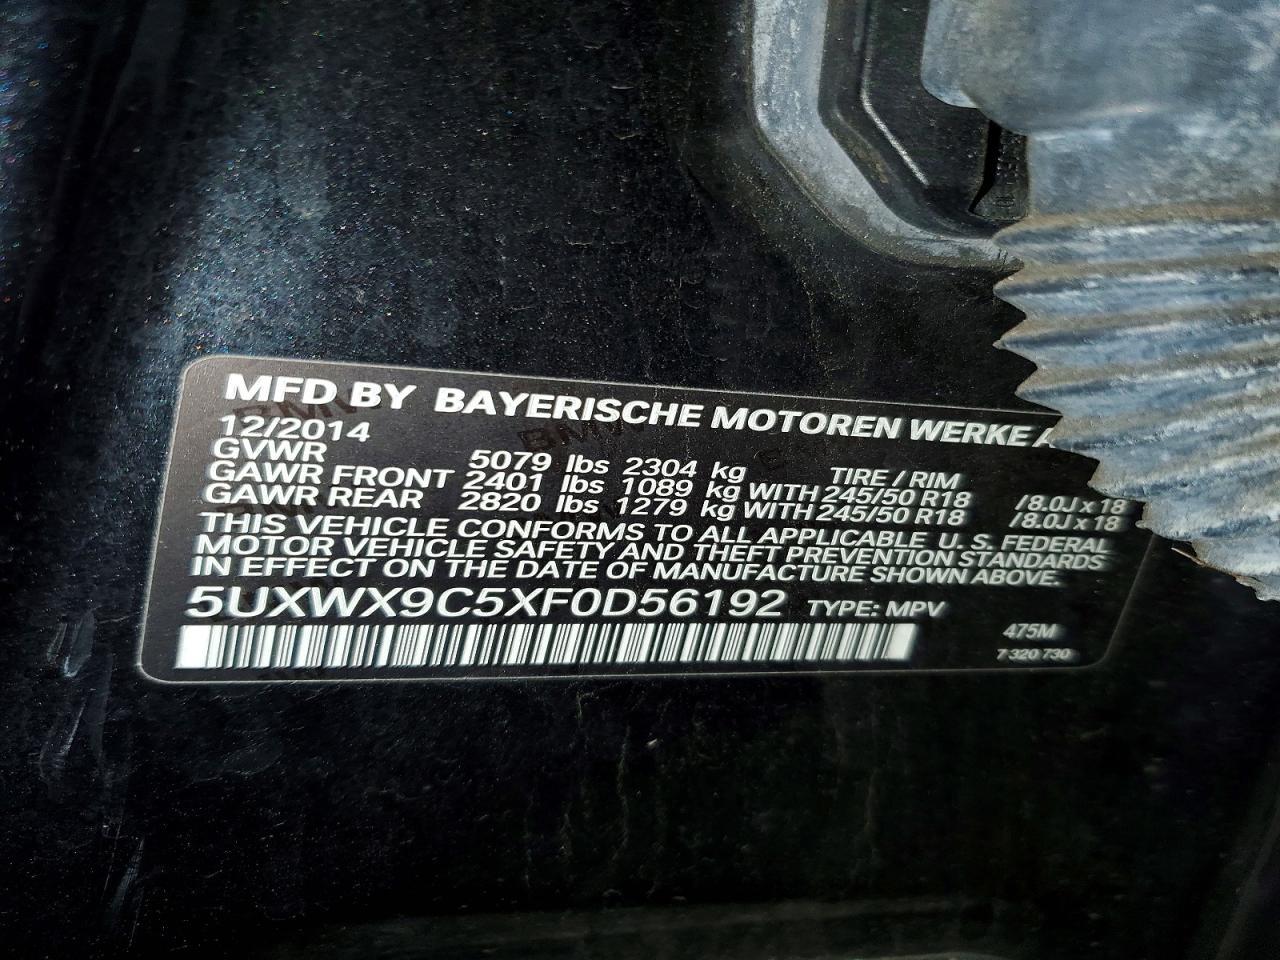 MFD BY BAYERISCHE MOTOREN WERKE
12/2014
GVWR 5079 lbs 2304 kg TIRE / RIM
GAWR FRONT 2401 lbs 1089 kg WITH 245/50 R18 /8.0J x 18
GAWR REAR 2820 lbs 1279 kg WITH 245/50 R18 /8.0J x 18
THIS VEHICLE CONFORMS TO ALL APPLICABLE U.S. FEDERAL
MOTOR VEHICLE SAFETY AND THEFT PREVENTION STANDARDS
IN EFFECT ON THE DATE OF MANUFACTURE SHOWN ABOVE.
5UXWX9C5XF0D56192 TYPE: MPV
475M
7 320 730